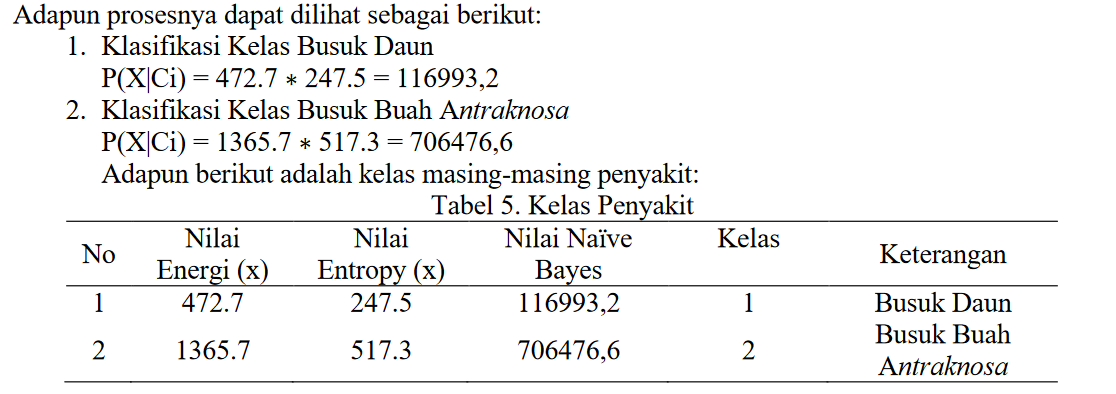 Adapun prosesnya dapat dilihat sebagai berikut:
1. Klasifikasi Kelas Busuk Daun
P(X|Ci) = 472.7 * 247.5 = 116993,2
2. Klasifikasi Kelas Busuk Buah Antraknosa
P(X|Ci) = 1365.7 * 517.3 = 706476,6
Adapun berikut adalah kelas masing-masing penyakit:
Tabel 5. Kelas Penyakit
No Nilai Energi (x) Nilai Entropy (x) Nilai Naïve Bayes Kelas Keterangan
1 472.7 247.5 116993,2 1 Busuk Daun
2 1365.7 517.3 706476,6 2 Busuk Buah Antraknosa